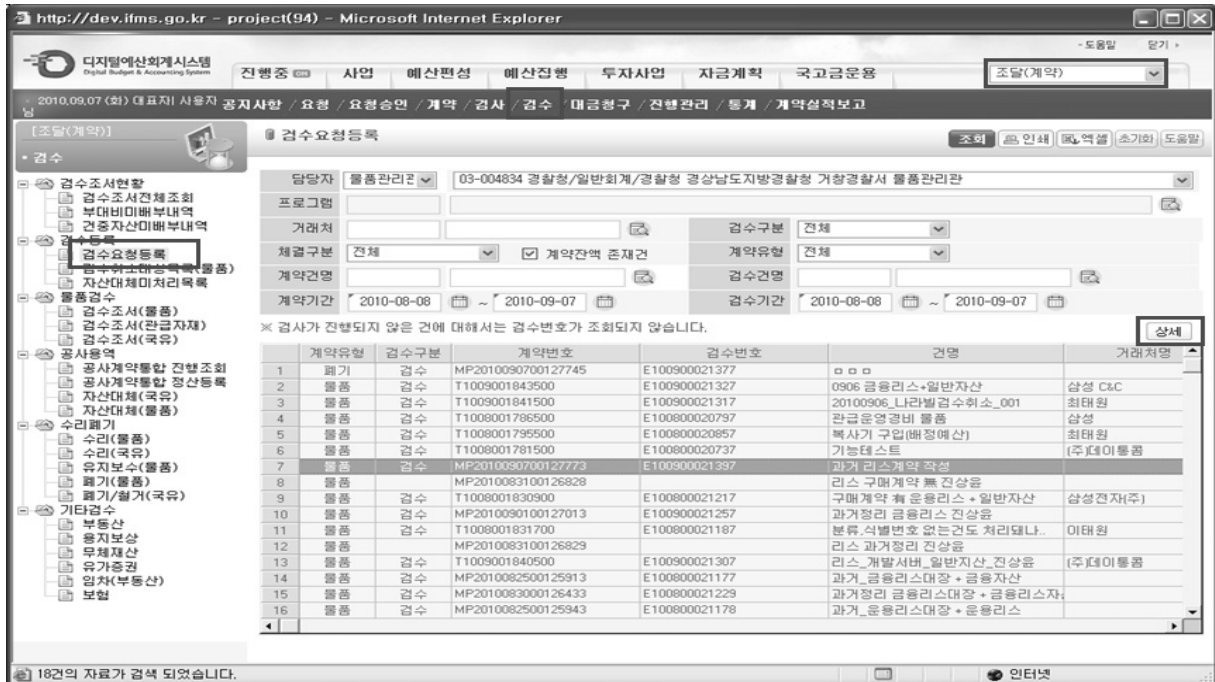 http://dev.ifms.go.kr - project(94) - Microsoft Internet Explorer
- 도움말 닫기
디지털예산회계시스템
Digital Budget & Accounting System
진행중 ON 사업 예산편성 예산집행 투자사업 자금계획 국고금운용 조달(계약)
2010.09.07 (화) 대표자| 사용자님 공지사항 / 요청 / 요청승인 / 계약 / 검사 / 검수 / 대금청구 / 진행관리 / 통계 / 계약실적보고
[조달(계약)]
• 검수
검수조서현황
검수조서전체조회
부대비미배부내역
건중자산미배부내역
검수등록
검수요청등록
검수취소대상목록(물품)
자산대체미처리목록
물품검수
검수조서(물품)
검수조서(관급자재)
검수조서(국유)
공사용역
공사계약통합 진행조회
공사계약통합 정산등록
자산대체(국유)
자산대체(물품)
수리폐기
수리(물품)
수리(국유)
유지보수(물품)
폐기(물품)
폐기/철거(국유)
기타검수
부동산
용지보상
무체재산
유가증권
임차(부동산)
보험
검수요청등록
조회 인쇄 엑셀 초기화 도움말
담당자 물품관리관 03-004834 경찰청/일반회계/경찰청 경상남도지방경찰청 거창경찰서 물품관리관
프로그램
거래처 검수구분 전체
체결구분 전체 계약잔액 존재건 계약유형 전체
계약건명 검수건명
계약기간 2010-08-08 ~ 2010-09-07 검수기간 2010-08-08 ~ 2010-09-07
※ 검사가 진행되지 않은 건에 대해서는 검수번호가 조회되지 않습니다.
상세
계약유형 검수구분 계약번호 검수번호 건명 거래처명
1 폐기 검수 MP2010090700127745 E100900021377 ㅁㅁㅁ
2 물품 검수 T1009001843500 E100900021327 0906 금융리스+일반자산 삼성 C&C
3 물품 검수 T1009001841500 E100900021317 20100906_나라빌검수취소_001 최태원
4 물품 검수 T1008001786500 E100800020797 관급운영경비 물품 삼성
5 물품 검수 T1008001795500 E100800020857 복사기 구입(배정예산) 최태원
6 물품 검수 T1008001781500 E100800020737 기능테스트 (주)데이통콤
7 물품 검수 MP2010090700127773 E100900021397 과거 리스계약 작성
8 물품 MP2010083100126828 리스 구매계약 無 진상윤
9 물품 검수 T1008001830900 E100800021217 구매계약 有 운용리스 + 일반자산 삼성전자(주)
10 물품 검수 MP2010090100127013 E100900021257 과거정리 금융리스 진상윤
11 물품 검수 T1008001831700 E100800021187 분류.식별번호 없는건도 처리돼나.. 이태원
12 물품 MP2010083100126829 리스 과거정리 진상윤
13 물품 검수 T1009001840500 E100900021307 리스_개발서버_일반지산_진상윤 (주)데이통콤
14 물품 검수 MP2010082500125913 E100800021177 과거_금융리스대장 + 금융자산
15 물품 검수 MP2010083000126433 E100800021229 과거정리 금융리스대장 + 금융리스자
16 물품 검수 MP2010082500125943 E100800021178 과거_운용리스대장 + 운용리스
18건의 자료가 검색 되었습니다.
인터넷